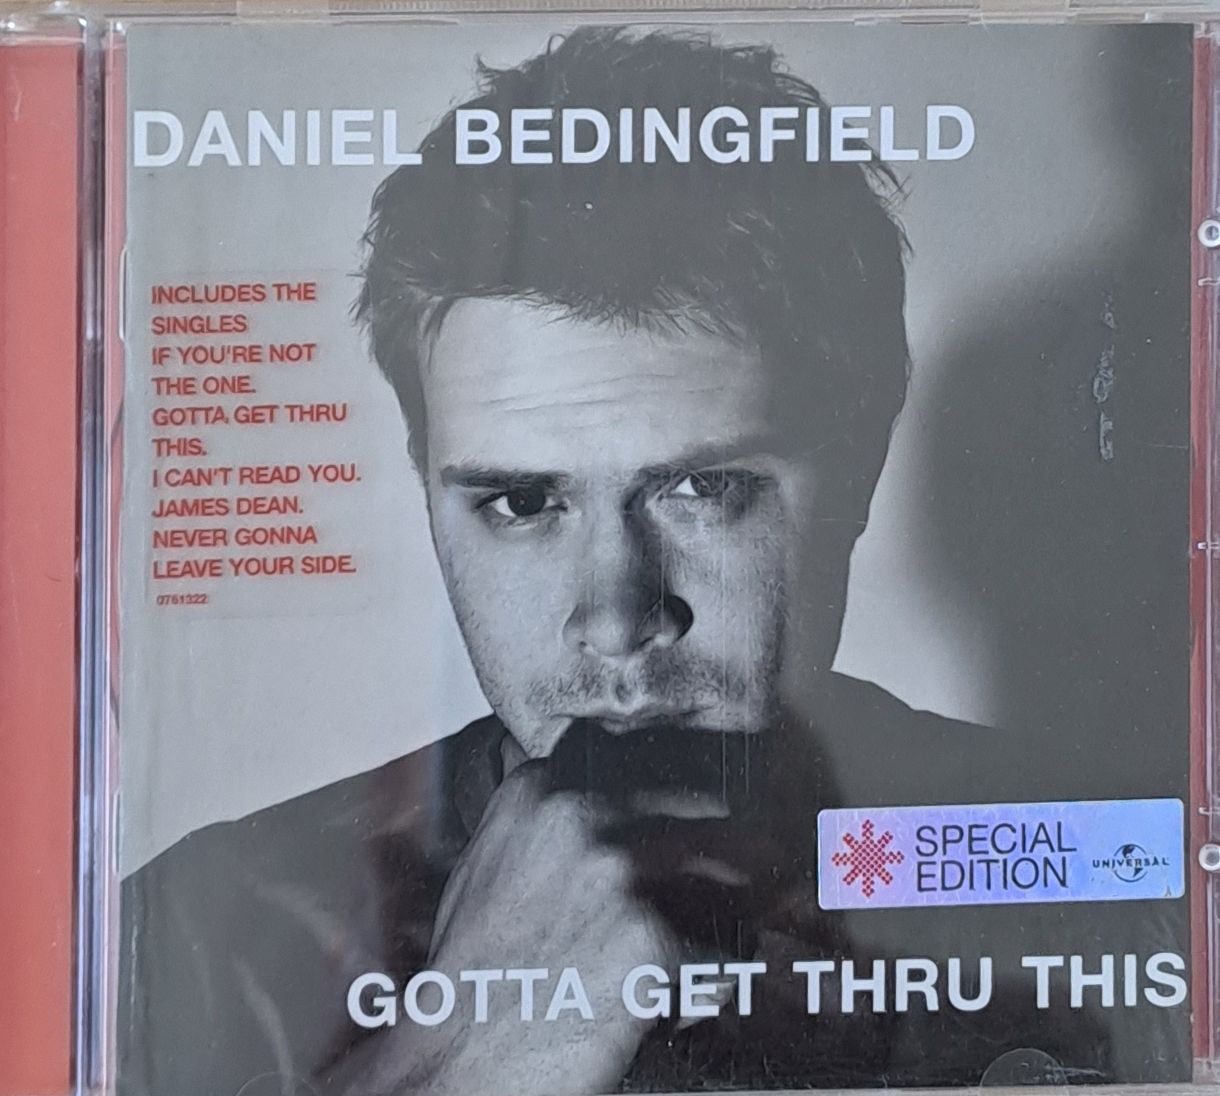 DANIEL BEDINGFIELD
INCLUDES THE
SINGLES
IF YOU'RE NOT
THE ONE.
GOTTA GET THRU
THIS.
I CAN'T READ YOU.
JAMES DEAN.
NEVER GONNA
LEAVE YOUR SIDE.
0761322
SPECIAL
EDITION
UNIVERSAL
GOTTA GET THRU THIS